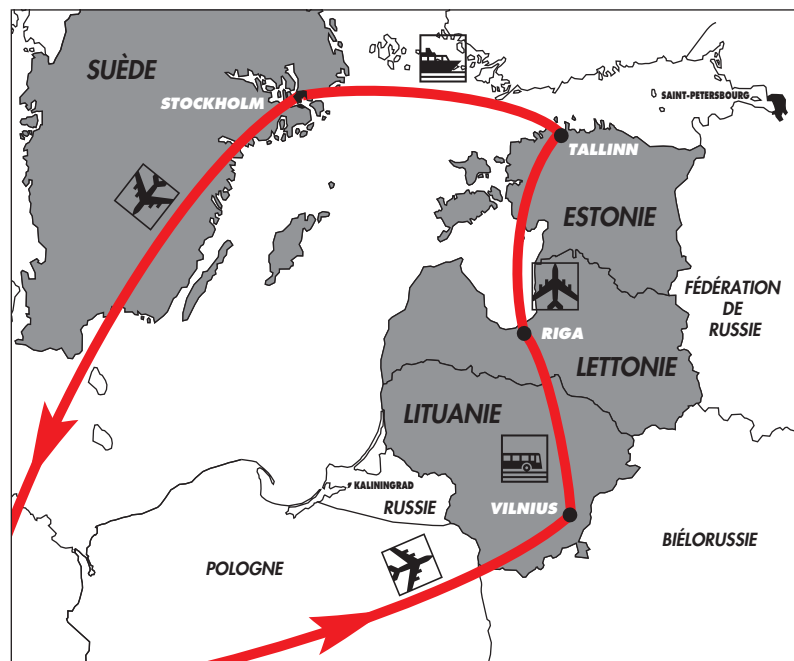 SUÈDE
STOCKHOLM
SAINT-PETERSBOURG
TALLINN
ESTONIE
FÉDÉRATION
DE
RUSSIE
RIGA
LETTONIE
LITUANIE
KALININGRAD
RUSSIE
VILNIUS
BIÉLORUSSIE
POLOGNE